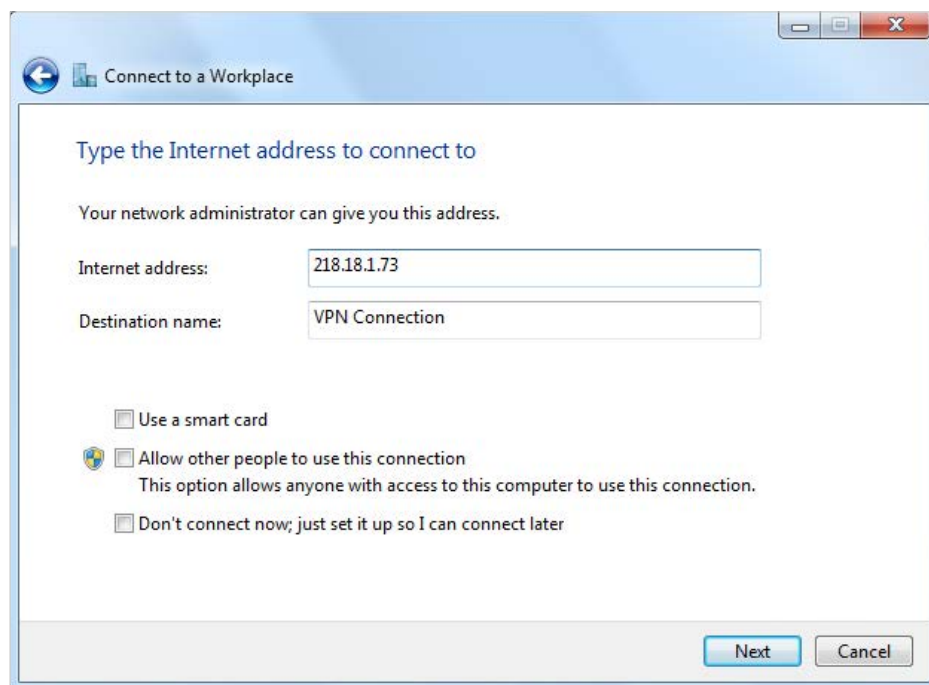 Connect to a Workplace
Type the Internet address to connect to
Your network administrator can give you this address.
Internet address: 218.18.1.73
Destination name: VPN Connection
Use a smart card
Allow other people to use this connection
This option allows anyone with access to this computer to use this connection.
Don't connect now; just set it up so I can connect later
Next Cancel